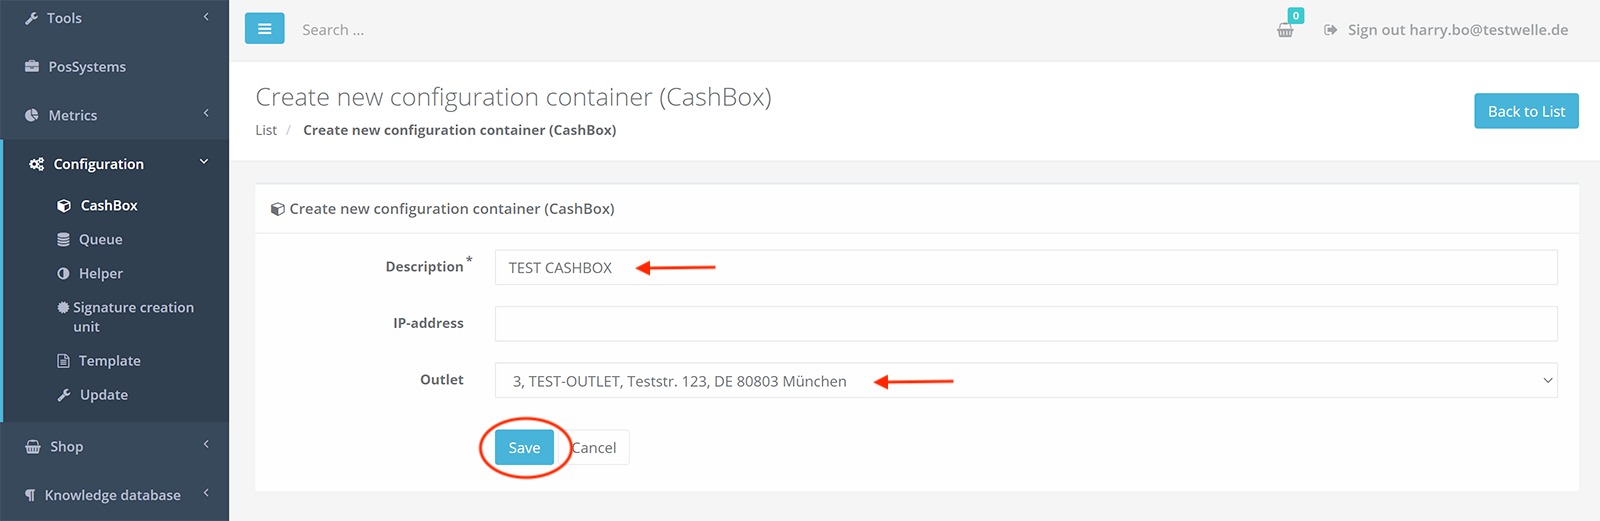 Tools
PosSystems
Metrics
Configuration
CashBox
Queue
Helper
Signature creation
unit
Template
Update
Shop
Knowledge database
Search ...
0
Sign out harry.bo@testwelle.de
Create new configuration container (CashBox)
List / Create new configuration container (CashBox)
Back to List
Create new configuration container (CashBox)
Description * TEST CASHBOX
IP-address
Outlet 3, TEST-OUTLET, Teststr. 123, DE 80803 München
Save Cancel